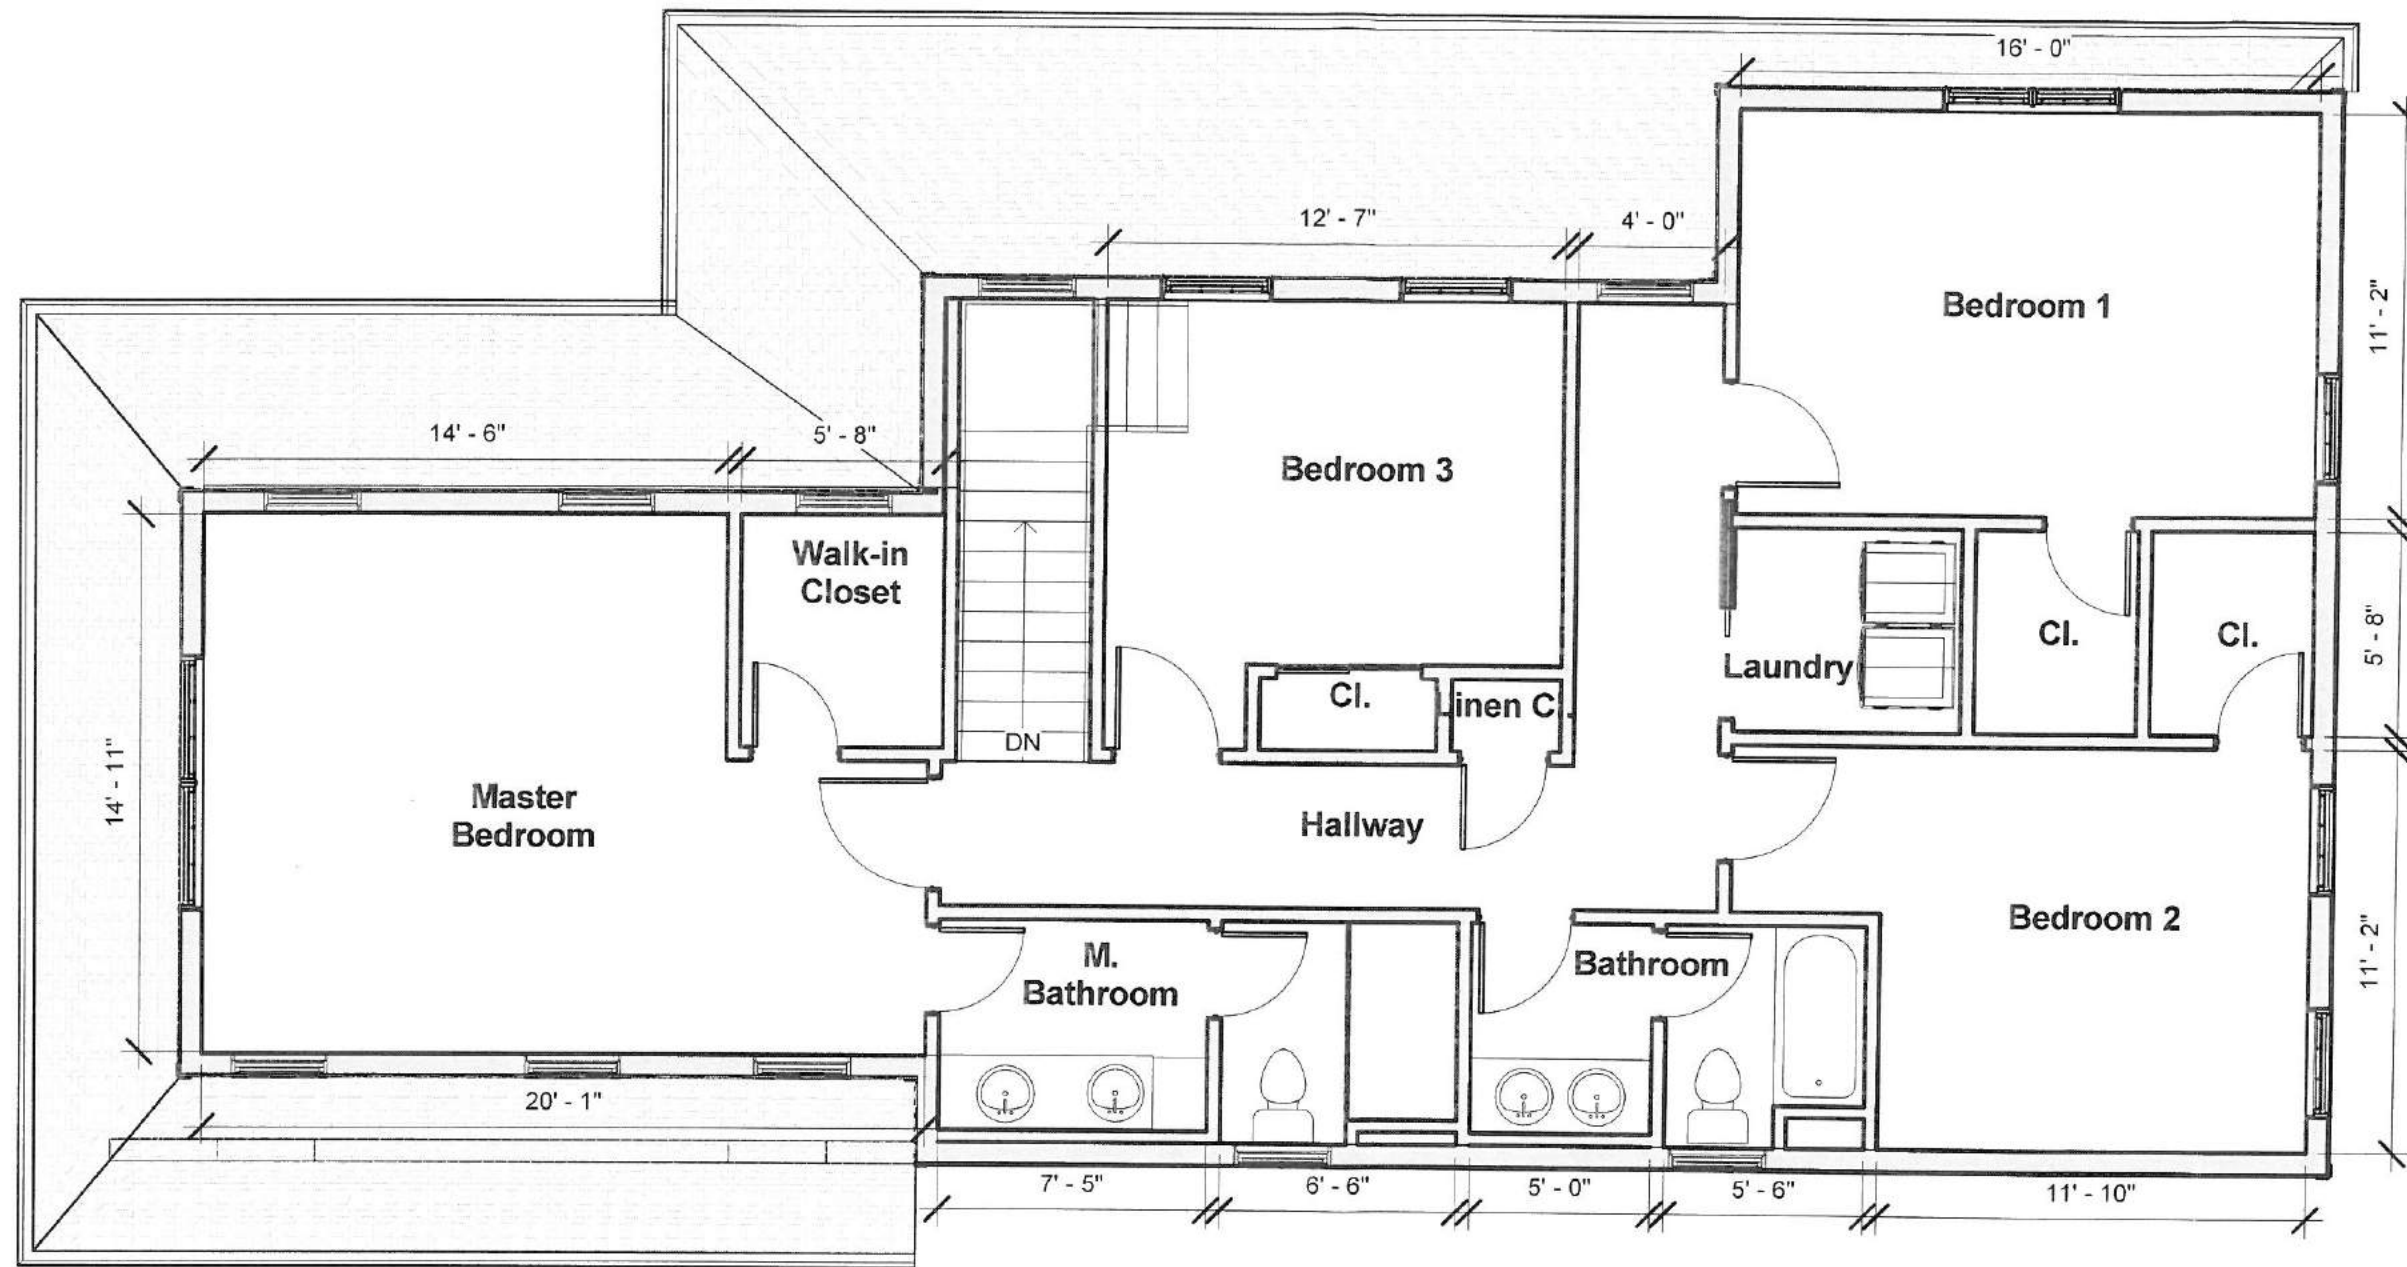 16' - 0"
12' - 7"
4' - 0"
Bedroom 1
11' - 2"
14' - 6"
5' - 8"
Bedroom 3
Walk-in
Closet
Cl.
Cl.
5' - 8"
Laundry
Cl.
inen C
DN
14' - 11"
Master
Bedroom
Hallway
Bedroom 2
11' - 2"
M.
Bathroom
Bathroom
20' - 1"
7' - 5"
6' - 6"
5' - 0"
5' - 6"
11' - 10"